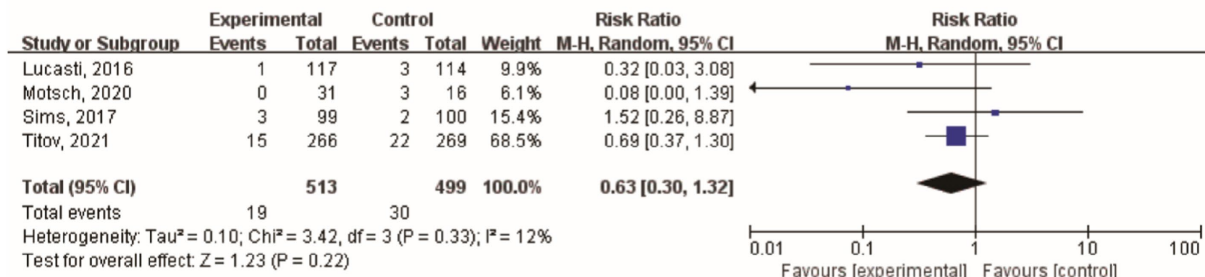 Experimental Control Risk Ratio Risk Ratio
Study or Subgroup Events Total Events Total Weight M-H, Random, 95% CI M-H, Random, 95% CI
Lucasti, 2016 1 117 3 114 9.9% 0.32 [0.03, 3.08]
Motsch, 2020 0 31 3 16 6.1% 0.08 [0.00, 1.39]
Sims, 2017 3 99 2 100 15.4% 1.52 [0.26, 8.87]
Titov, 2021 15 266 22 269 68.5% 0.69 [0.37, 1.30]
Total (95% CI) 513 499 100.0% 0.63 [0.30, 1.32]
Total events 19 30
Heterogeneity: Tau² = 0.10; Chi² = 3.42, df = 3 (P = 0.33); I² = 12%
Test for overall effect: Z = 1.23 (P = 0.22)
0.01 0.1 1 10 100
Favours [experimental] Favours [control]